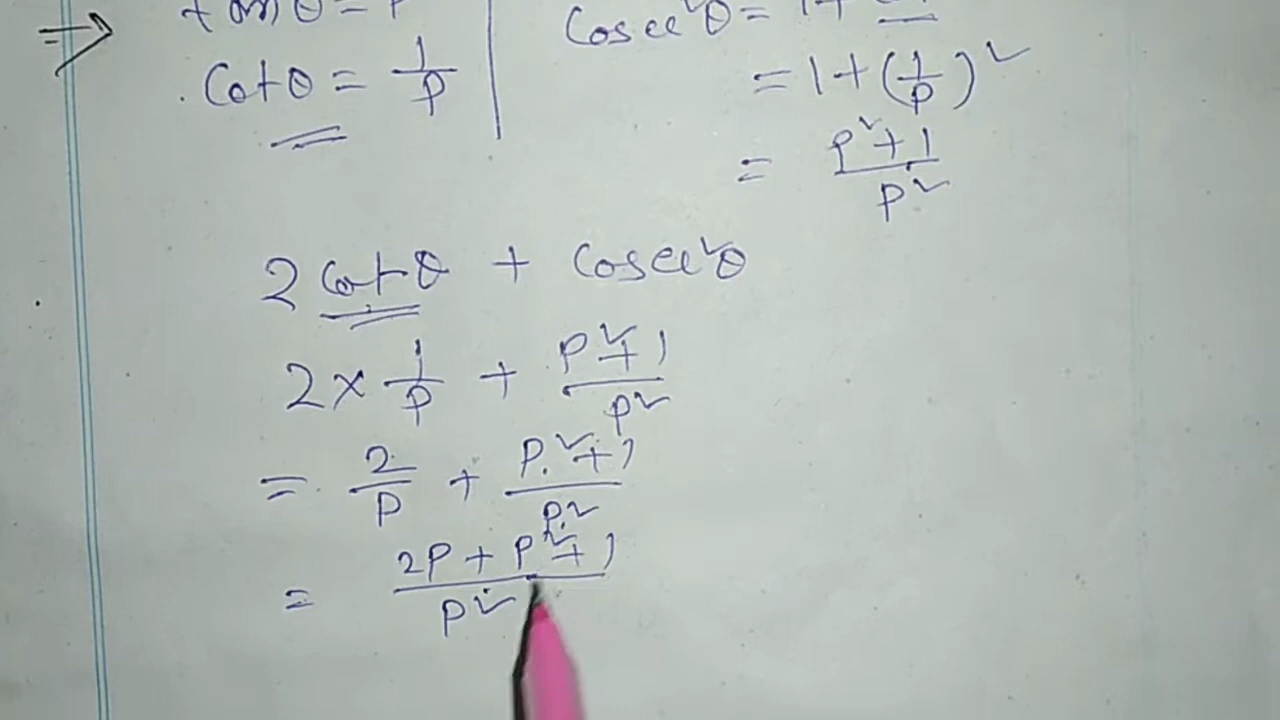 ⇒ tan θ = P
cot θ = 1/P
cosec²θ = 1 +
= 1 + (1/P)²
= P²+1/P²
2 cot θ + cosec²θ
2 × 1/P + P²+1/P²
= 2/P + P²+1/P²
= 2P + P²+1/P²